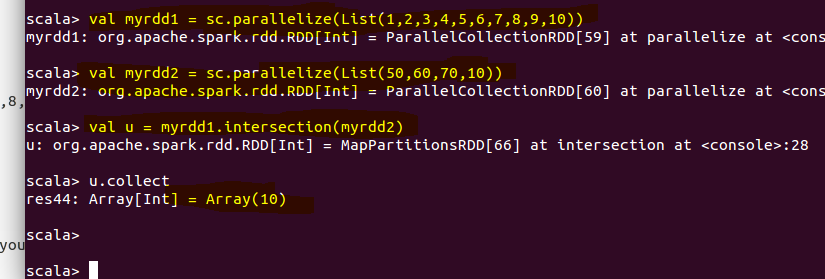 scala> val myrdd1 = sc.parallelize(List(1,2,3,4,5,6,7,8,9,10))
myrdd1: org.apache.spark.rdd.RDD[Int] = ParallelCollectionRDD[59] at parallelize at <cons
scala> val myrdd2 = sc.parallelize(List(50,60,70,10))
myrdd2: org.apache.spark.rdd.RDD[Int] = ParallelCollectionRDD[60] at parallelize at <cons
,8,
scala> val u = myrdd1.intersection(myrdd2)
u: org.apache.spark.rdd.RDD[Int] = MapPartitionsRDD[66] at intersection at <console>:28
scala> u.collect
res44: Array[Int] = Array(10)
scala>
you
scala>